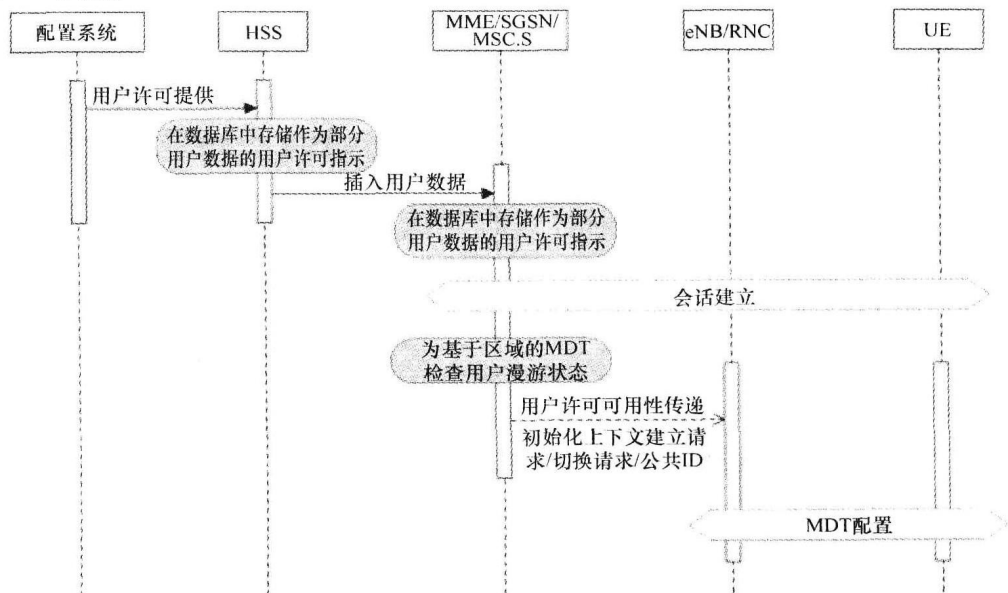 配置系统
HSS
MME/SGSN/
MSC.S
eNB/RNC
UE
用户许可提供
在数据库中存储作为部分
用户数据的用户许可指示
插入用户数据
在数据库中存储作为部分
用户数据的用户许可指示
会话建立
为基于区域的MDT
检查用户漫游状态
用户许可可用性传递
初始化上下文建立请
求/切换请求/公共ID
MDT配置